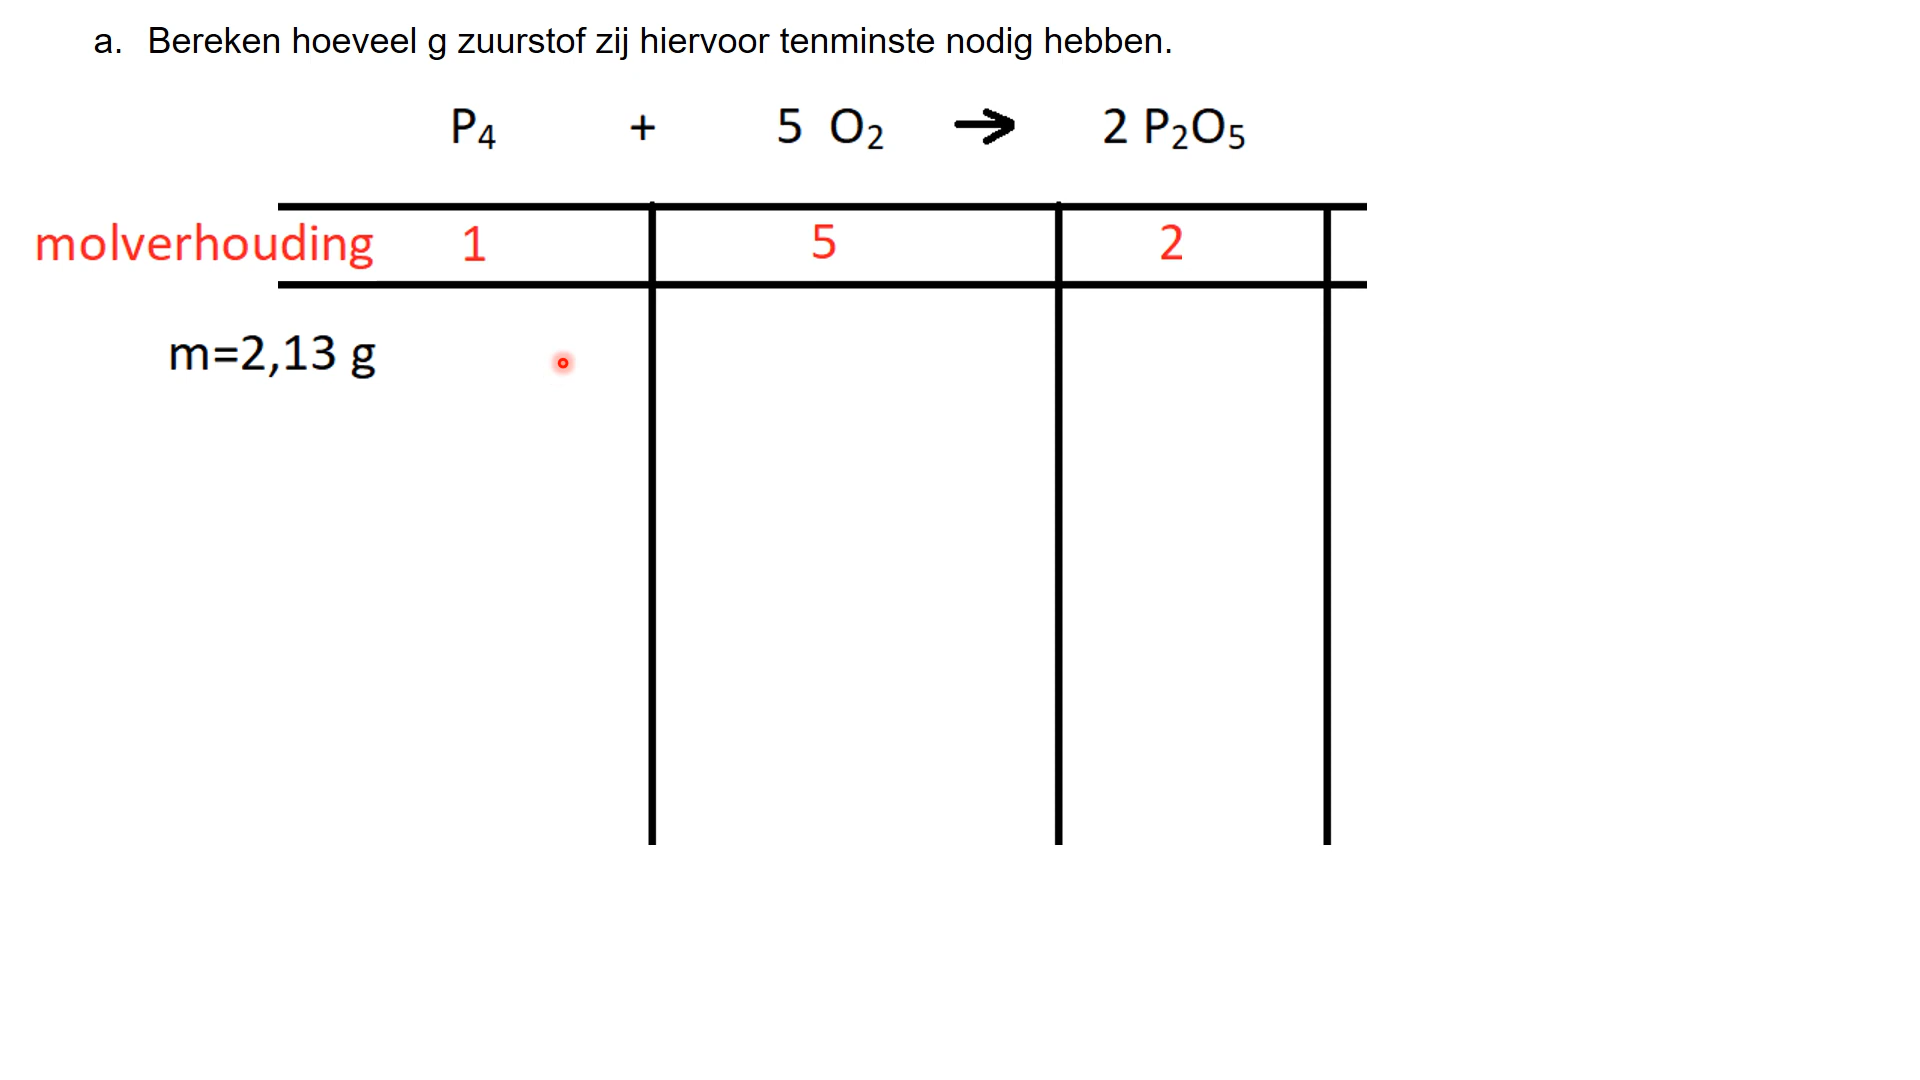 a. Bereken hoeveel g zuurstof zij hiervoor tenminste nodig hebben.
P₄ + 5 O₂ → 2 P₂O₅
molverhouding 1 5 2
m=2,13 g